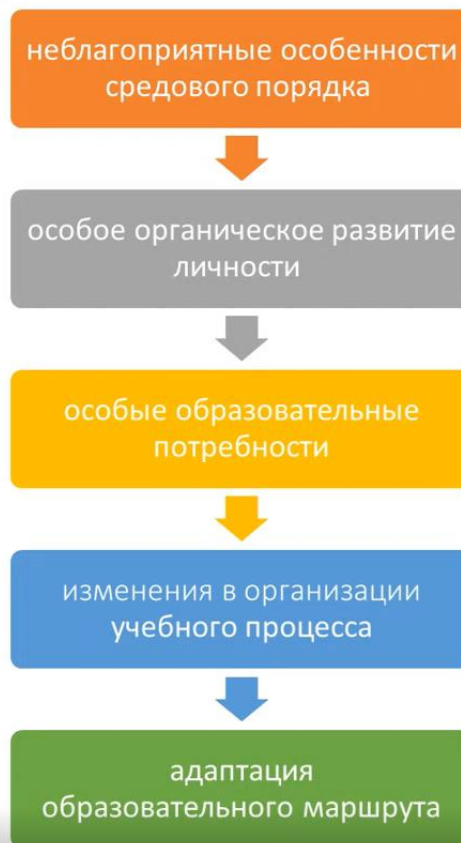 неблагоприятные особенности
средового порядка
особое органическое развитие
личности
особые образовательные
потребности
изменения в организации
учебного процесса
адаптация
образовательного маршрута